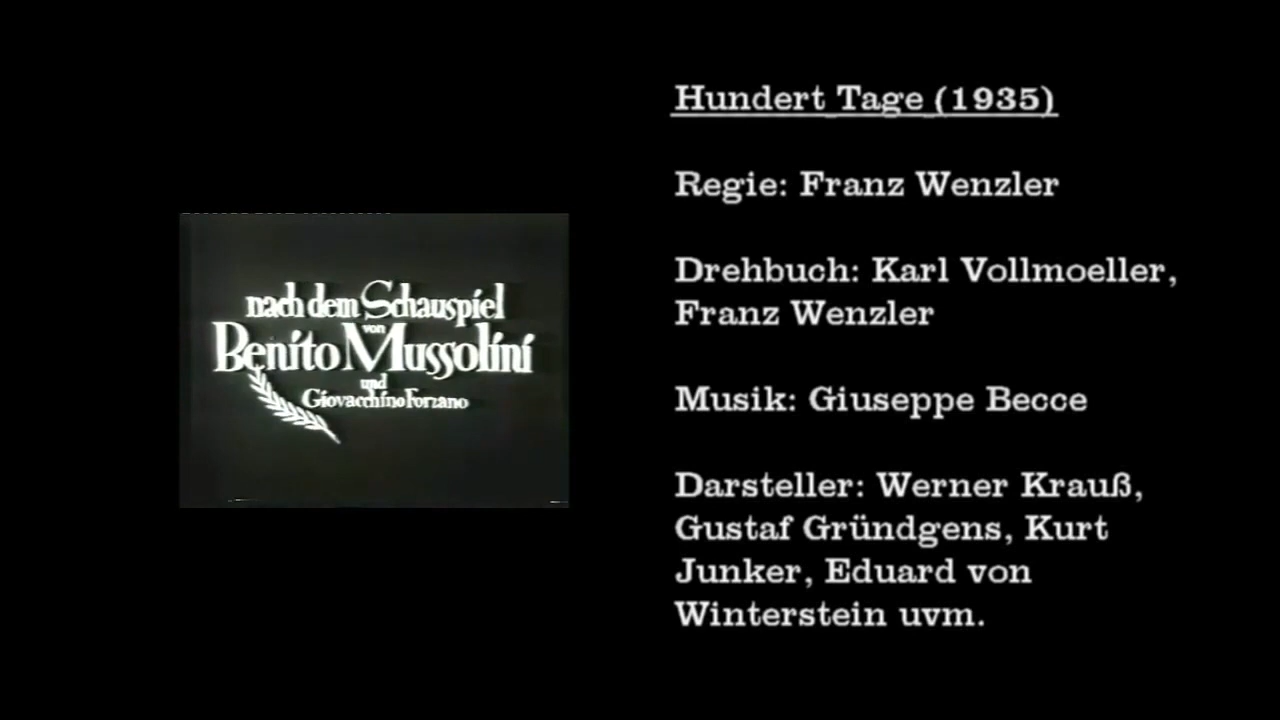 nach dem Schauspiel
von
Benito Mussolini
und
Giovacchino Forzano
Hundert Tage (1935)
Regie: Franz Wenzler
Drehbuch: Karl Vollmoeller,
Franz Wenzler
Musik: Giuseppe Becce
Darsteller: Werner Krauß,
Gustaf Gründgens, Kurt
Junker, Eduard von
Winterstein uvm.